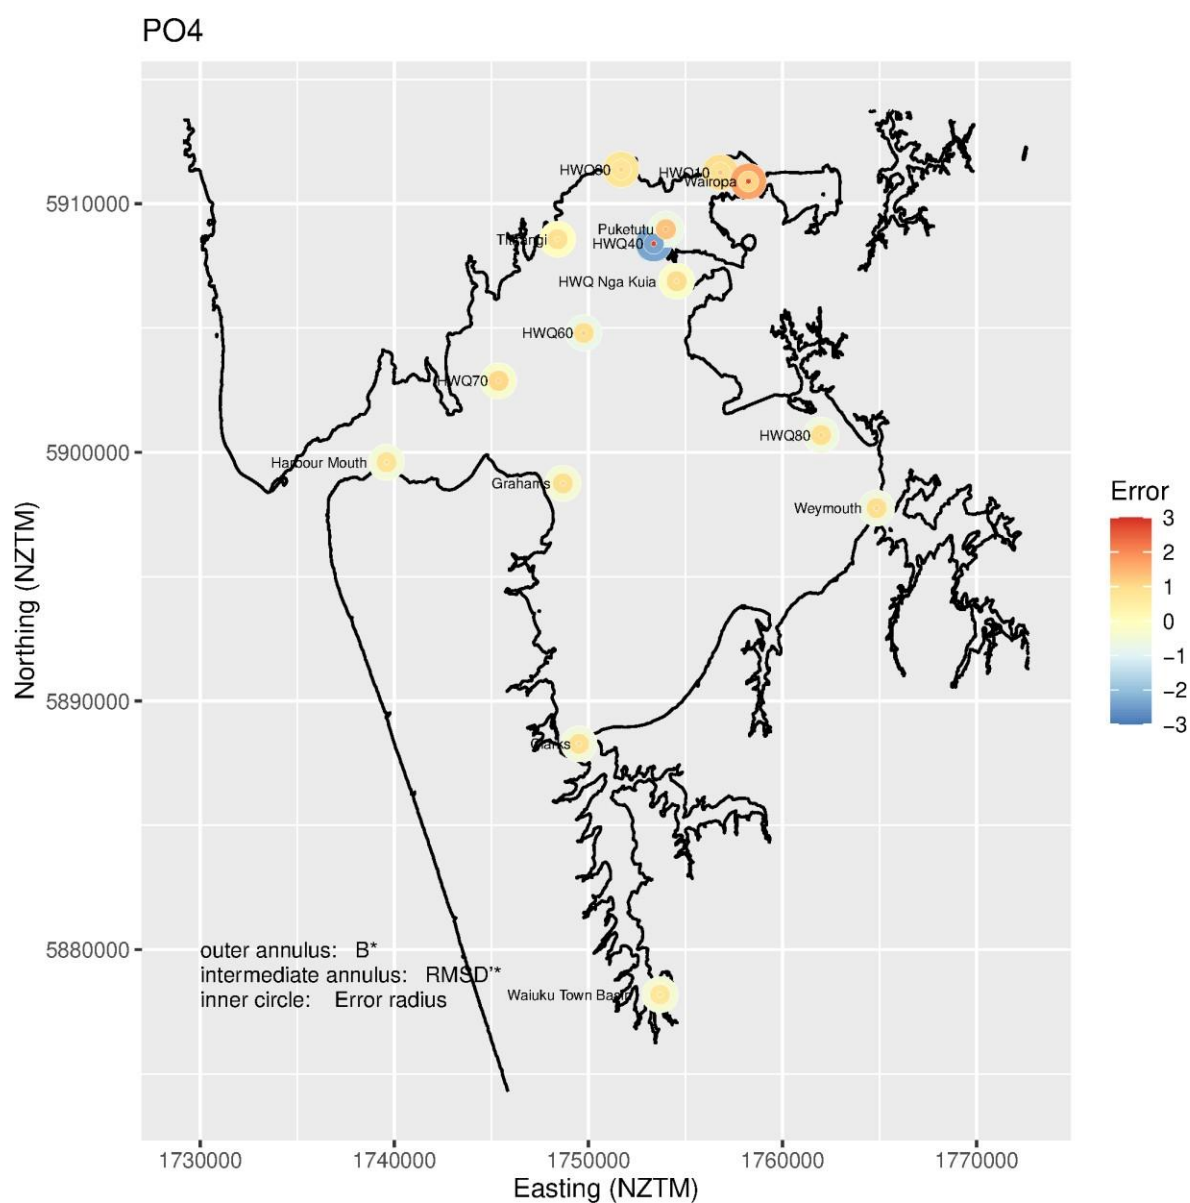 PO4
HWQ80
HWQ10
Wairopa
5910000
Puketutu
Titirangi
HWQ40
HWQ Nga Kuia
HWQ60
HWQ70
HWQ80
5900000
Harbour Mouth
Grahams
Weymouth
Error
3
2
1
0
−1
−2
−3
Northing (NZTM)
5890000
Clarks
5880000
outer annulus: B*
intermediate annulus: RMSD'*
inner circle: Error radius
Waiuku Town Basin
1730000
1740000
1750000
1760000
1770000
Easting (NZTM)